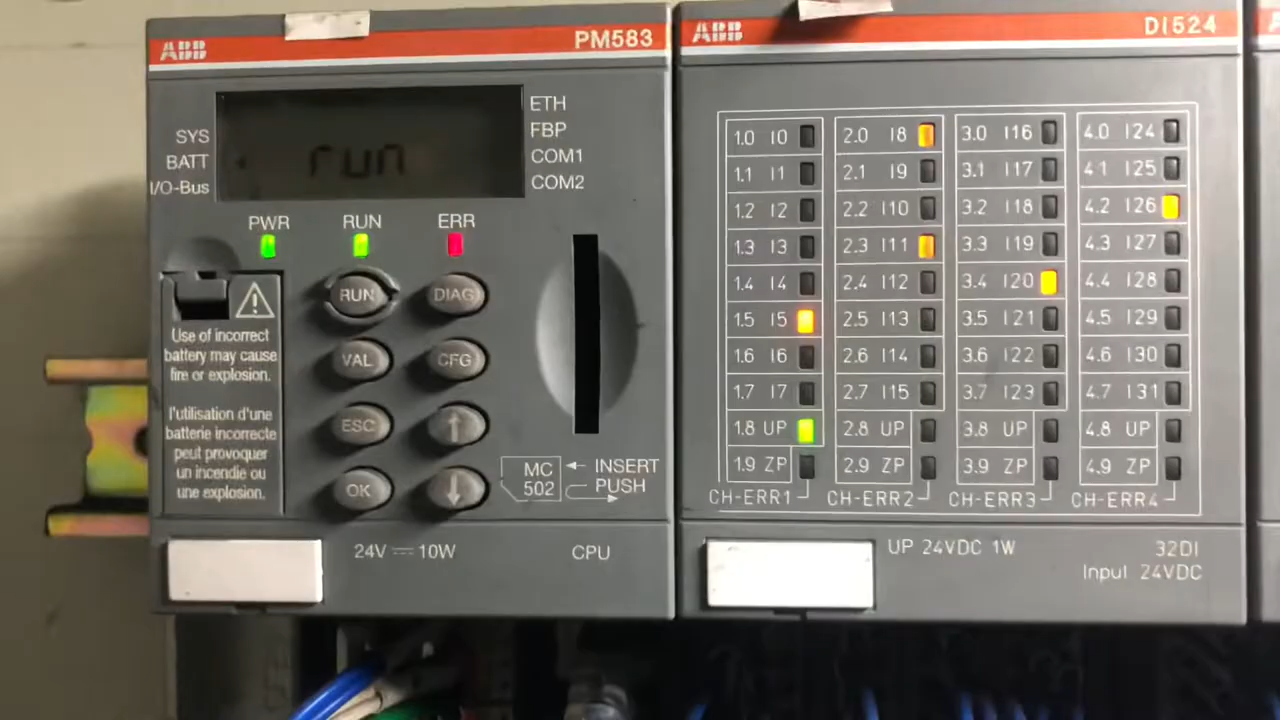 ABB PM583
SYS
BATT
I/O-Bus
run
ETH
FBP
COM1
COM2
PWR RUN ERR
RUN DIAG
VAL CFG
ESC ↑
OK ↓
Use of incorrect
battery may cause
fire or explosion.
l'utilisation d'une
batterie incorrecte
peut provoquer
un incendie ou
une explosion.
MC
502
INSERT
PUSH
24V 10W CPU
ABB DI524
1.0 I0 2.0 I8 3.0 I16 4.0 I24
1.1 I1 2.1 I9 3.1 I17 4.1 I25
1.2 I2 2.2 I10 3.2 I18 4.2 I26
1.3 I3 2.3 I11 3.3 I19 4.3 I27
1.4 I4 2.4 I12 3.4 I20 4.4 I28
1.5 I5 2.5 I13 3.5 I21 4.5 I29
1.6 I6 2.6 I14 3.6 I22 4.6 I30
1.7 I7 2.7 I15 3.7 I23 4.7 I31
1.8 UP 2.8 UP 3.8 UP 4.8 UP
1.9 ZP 2.9 ZP 3.9 ZP 4.9 ZP
CH-ERR1 CH-ERR2 CH-ERR3 CH-ERR4
UP 24VDC 1W 32DI
Input 24VDC